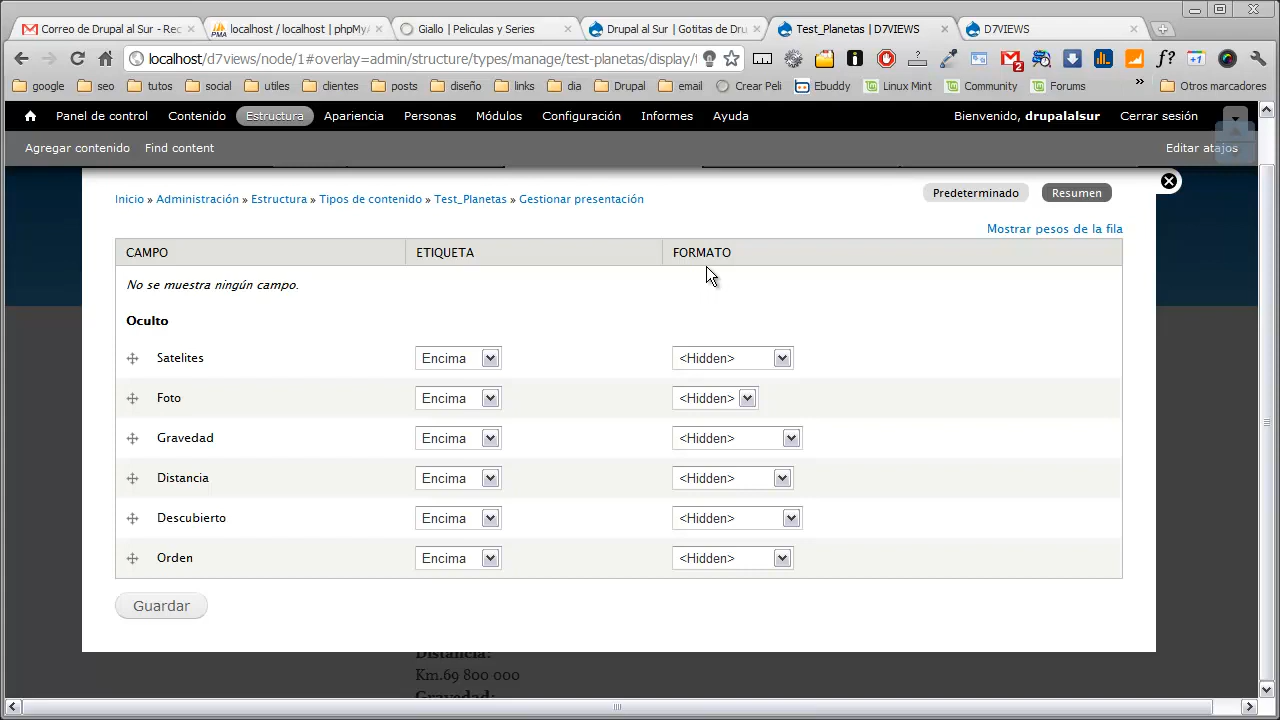 Correo de Drupal al Sur - Rec
localhost / localhost | phpMy
Giallo | Peliculas y Series
Drupal al Sur | Gotitas de Dru
Test_Planetas | D7VIEWS
D7VIEWS
localhost/d7views/node/1#overlay=admin/structure/types/manage/test-planetas/display/
google
tutos
social
utiles
fuentes
posts
diseño
links
dia
Drupal
email
Crear Peli
Ebuddy
Linux Mint
Community
Forums
Otros marcadores
Panel de control Contenido Estructura Apariencia Personas Módulos Configuración Informes Ayuda Bienvenido, drupalalsur Cerrar sesión
Agregar contenido Find content Editar atajos
Inicio » Administración » Estructura » Tipos de contenido » Test_Planetas » Gestionar presentación
Predeterminado Resumen
Mostrar pesos de la fila
CAMPO ETIQUETA FORMATO
No se muestra ningún campo.
Oculto
Satelites Encima <Hidden>
Foto Encima <Hidden>
Gravedad Encima <Hidden>
Distancia Encima <Hidden>
Descubierto Encima <Hidden>
Orden Encima <Hidden>
Guardar
Distancia:
Km.69 800 000
Gravedad: